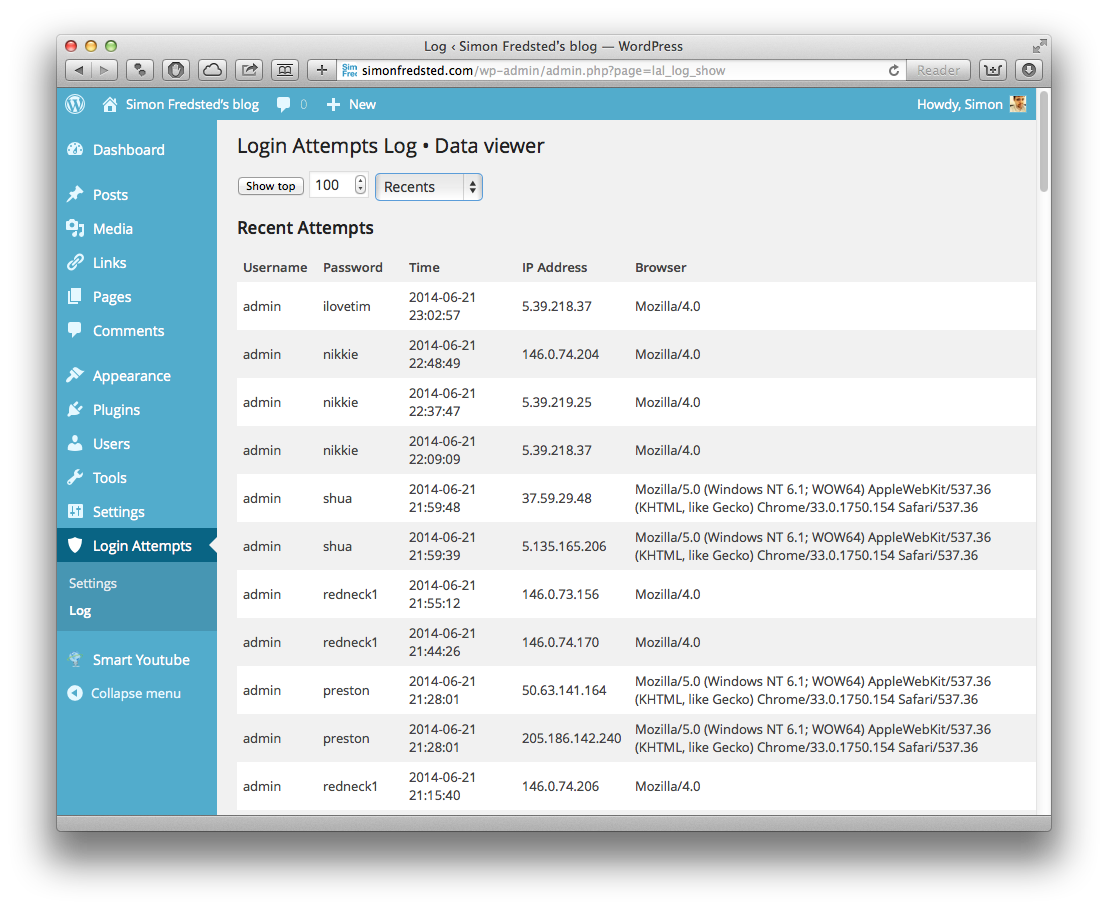 Log ‹ Simon Fredsted's blog — WordPress
simonfredsted.com/wp-admin/admin.php?page=lal_log_show
Reader
Simon Fredsted's blog 0 New Howdy, Simon
Dashboard
Posts
Media
Links
Pages
Comments
Appearance
Plugins
Users
Tools
Settings
Login Attempts
Settings
Log
Smart Youtube
Collapse menu
Login Attempts Log • Data viewer
Show top 100 Recents
Recent Attempts
Username Password Time IP Address Browser
admin ilovetim 2014-06-21 23:02:57 5.39.218.37 Mozilla/4.0
admin nikkie 2014-06-21 22:48:49 146.0.74.204 Mozilla/4.0
admin nikkie 2014-06-21 22:37:47 5.39.219.25 Mozilla/4.0
admin nikkie 2014-06-21 22:09:09 5.39.218.37 Mozilla/4.0
admin shua 2014-06-21 21:59:48 37.59.29.48 Mozilla/5.0 (Windows NT 6.1; WOW64) AppleWebKit/537.36 (KHTML, like Gecko) Chrome/33.0.1750.154 Safari/537.36
admin shua 2014-06-21 21:59:39 5.135.165.206 Mozilla/5.0 (Windows NT 6.1; WOW64) AppleWebKit/537.36 (KHTML, like Gecko) Chrome/33.0.1750.154 Safari/537.36
admin redneck1 2014-06-21 21:55:12 146.0.73.156 Mozilla/4.0
admin redneck1 2014-06-21 21:44:26 146.0.74.170 Mozilla/4.0
admin preston 2014-06-21 21:28:01 50.63.141.164 Mozilla/5.0 (Windows NT 6.1; WOW64) AppleWebKit/537.36 (KHTML, like Gecko) Chrome/33.0.1750.154 Safari/537.36
admin preston 2014-06-21 21:28:01 205.186.142.240 Mozilla/5.0 (Windows NT 6.1; WOW64) AppleWebKit/537.36 (KHTML, like Gecko) Chrome/33.0.1750.154 Safari/537.36
admin redneck1 2014-06-21 21:15:40 146.0.74.206 Mozilla/4.0